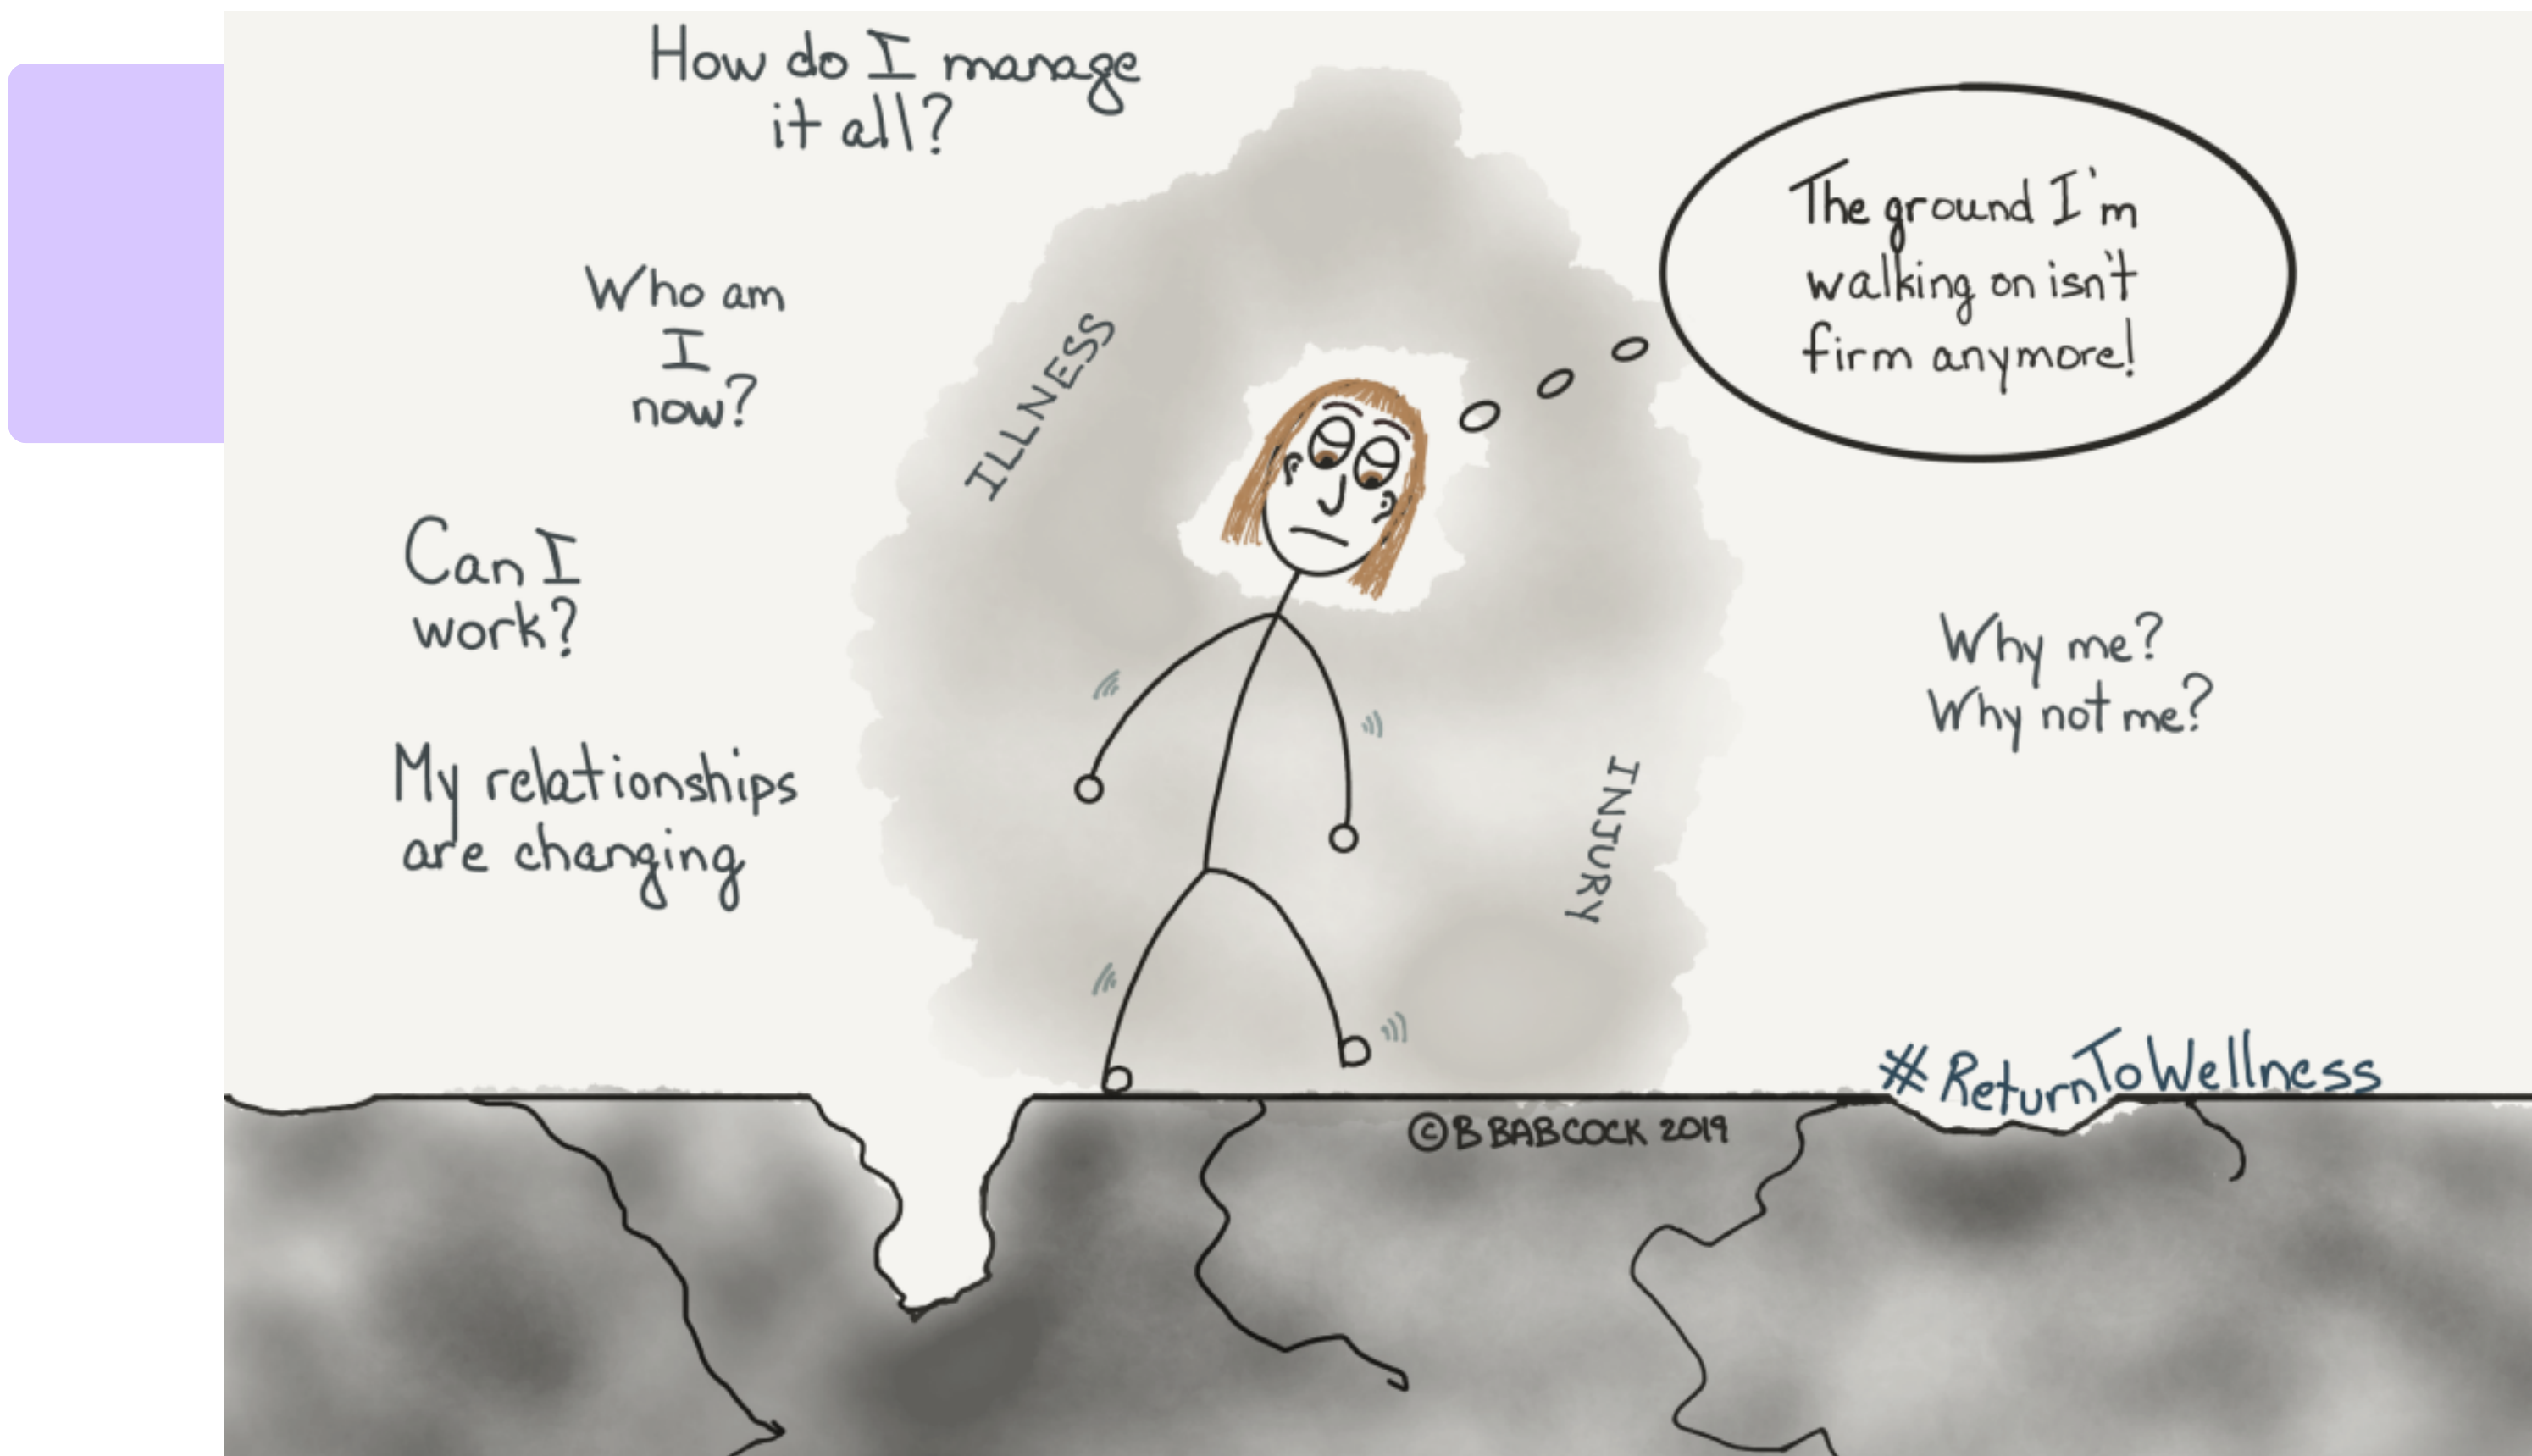 How do I manage
it all?
The ground I'm
walking on isn't
firm anymore!
Who am
I
now?
ILLNESS
Can I
work?
Why me?
Why not me?
My relationships
are changing
INJURY
#ReturnToWellness
© B BABCOCK 2019